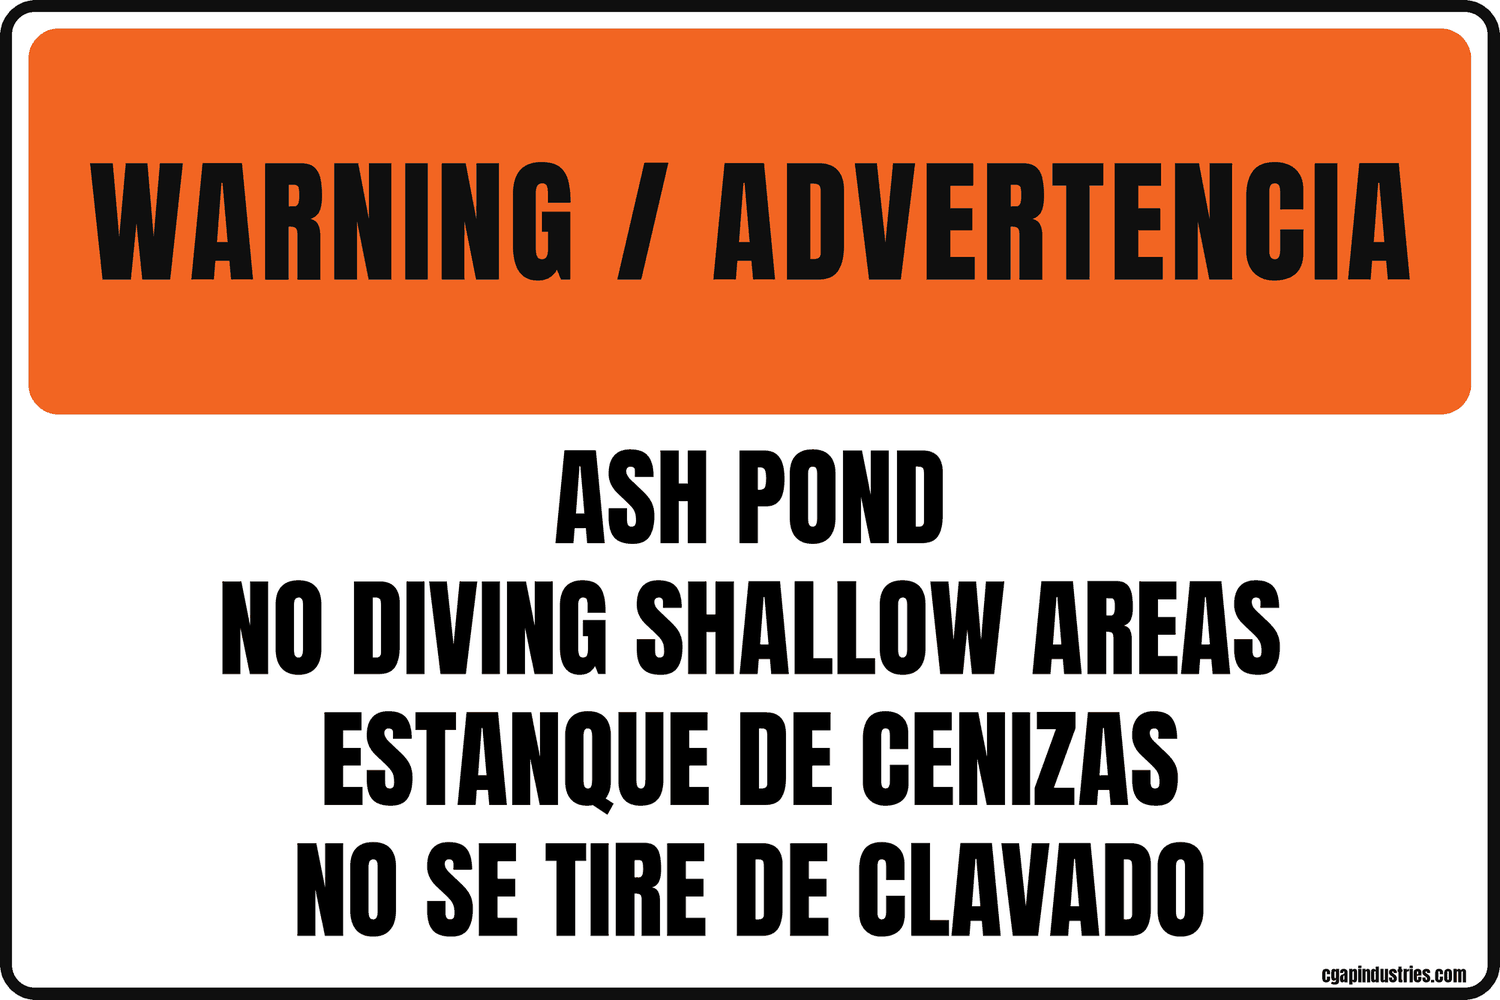 WARNING / ADVERTENCIA
ASH POND
NO DIVING SHALLOW AREAS
ESTANQUE DE CENIZAS
NO SE TIRE DE CLAVADO
cgapindustries.com